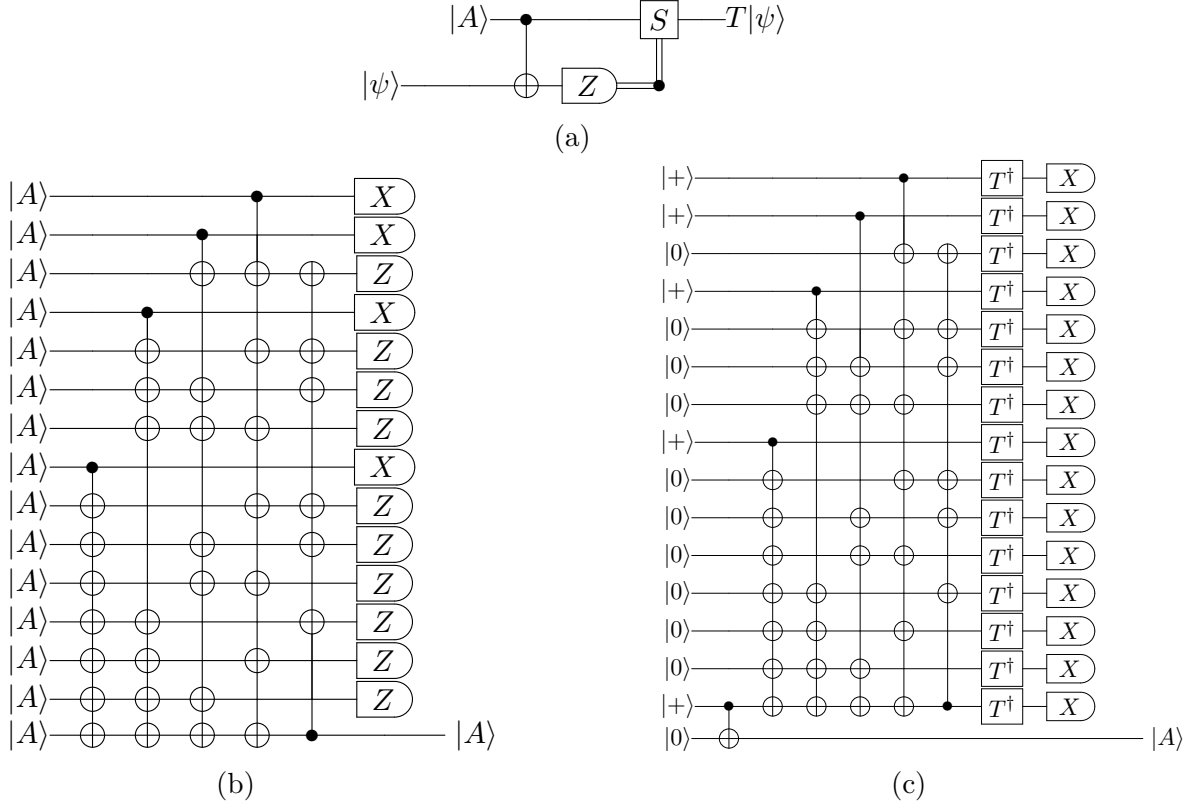 |A⟩ S T|ψ⟩
|ψ⟩ Z
(a)
|A⟩ X
|A⟩ X
|A⟩ Z
|A⟩ X
|A⟩ Z
|A⟩ Z
|A⟩ Z
|A⟩ X
|A⟩ Z
|A⟩ Z
|A⟩ Z
|A⟩ Z
|A⟩ Z
|A⟩ Z
|A⟩ |A⟩
(b)
|+⟩ T† X
|+⟩ T† X
|0⟩ T† X
|+⟩ T† X
|0⟩ T† X
|0⟩ T† X
|0⟩ T† X
|+⟩ T† X
|0⟩ T† X
|0⟩ T† X
|0⟩ T† X
|0⟩ T† X
|0⟩ T† X
|0⟩ T† X
|+⟩ T† X
|0⟩ |A⟩
(c)